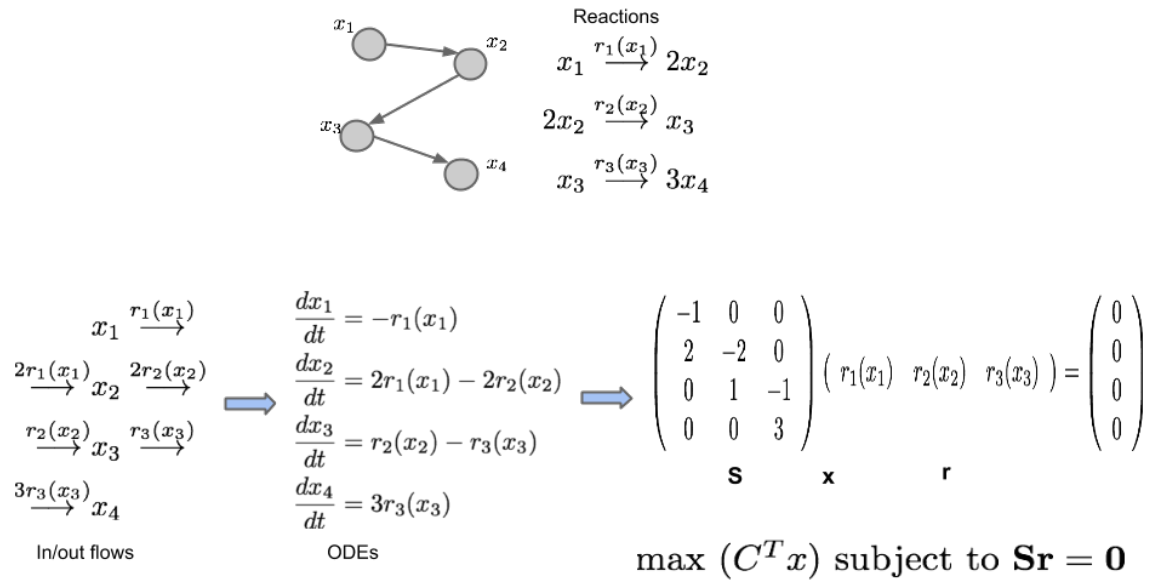 Reactions
x₁
x₂
x₃
x₄
x₁ r₁(x₁)⟶ 2x₂
2x₂ r₂(x₂)⟶ x₃
x₃ r₃(x₃)⟶ 3x₄
x₁ r₁(x₁)⟶
2r₁(x₁)⟶ x₂ 2r₂(x₂)⟶
r₂(x₂)⟶ x₃ r₃(x₃)⟶
3r₃(x₃)⟶ x₄
In/out flows
dx₁/dt = −r₁(x₁)
dx₂/dt = 2r₁(x₁) − 2r₂(x₂)
dx₃/dt = r₂(x₂) − r₃(x₃)
dx₄/dt = 3r₃(x₃)
ODEs
−1 0 0
2 −2 0
0 1 −1
0 0 3
( r₁(x₁) r₂(x₂) r₃(x₃) ) =
0
0
0
0
S x r
max (Cᵀx) subject to Sr = 0